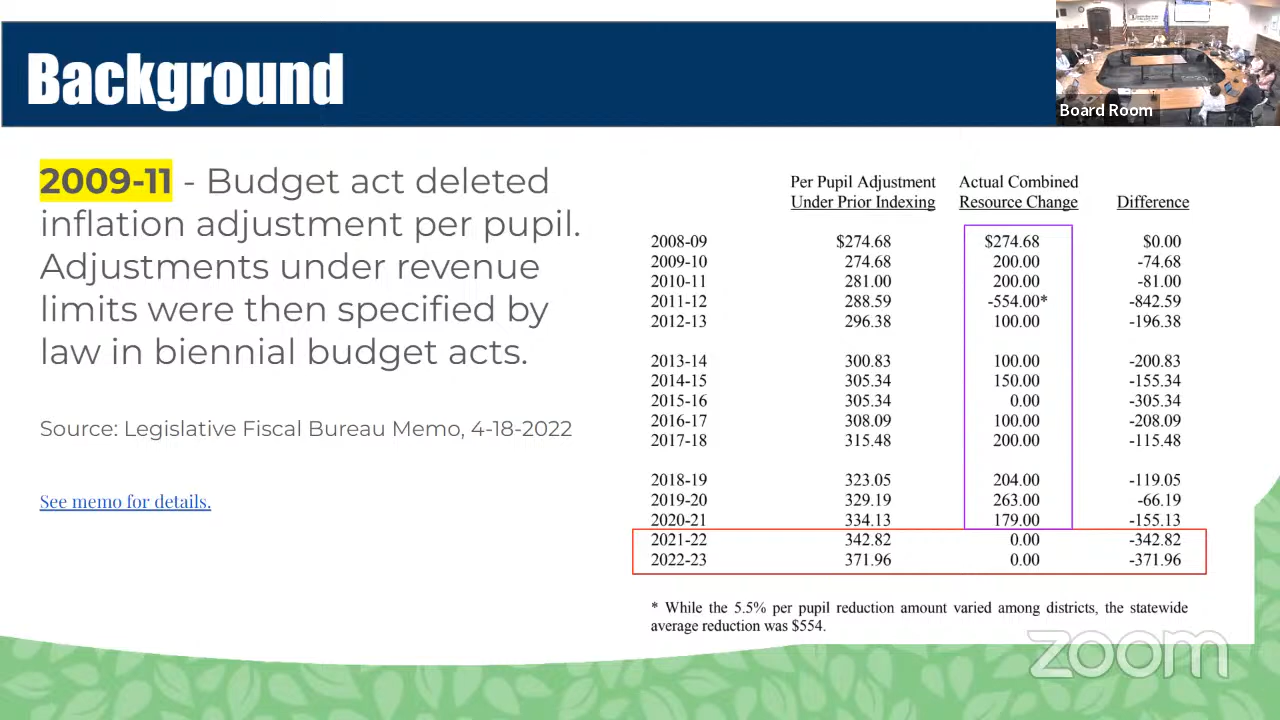 Background
Board Room
2009-11 - Budget act deleted
inflation adjustment per pupil.
Adjustments under revenue
limits were then specified by
law in biennial budget acts.
Source: Legislative Fiscal Bureau Memo, 4-18-2022
See memo for details.
Per Pupil Adjustment Actual Combined
Under Prior Indexing Resource Change Difference
2008-09 $274.68 $274.68 $0.00
2009-10 274.68 200.00 -74.68
2010-11 281.00 200.00 -81.00
2011-12 288.59 -554.00* -842.59
2012-13 296.38 100.00 -196.38
2013-14 300.83 100.00 -200.83
2014-15 305.34 150.00 -155.34
2015-16 305.34 0.00 -305.34
2016-17 308.09 100.00 -208.09
2017-18 315.48 200.00 -115.48
2018-19 323.05 204.00 -119.05
2019-20 329.19 263.00 -66.19
2020-21 334.13 179.00 -155.13
2021-22 342.82 0.00 -342.82
2022-23 371.96 0.00 -371.96
* While the 5.5% per pupil reduction amount varied among districts, the statewide
average reduction was $554.
zoom